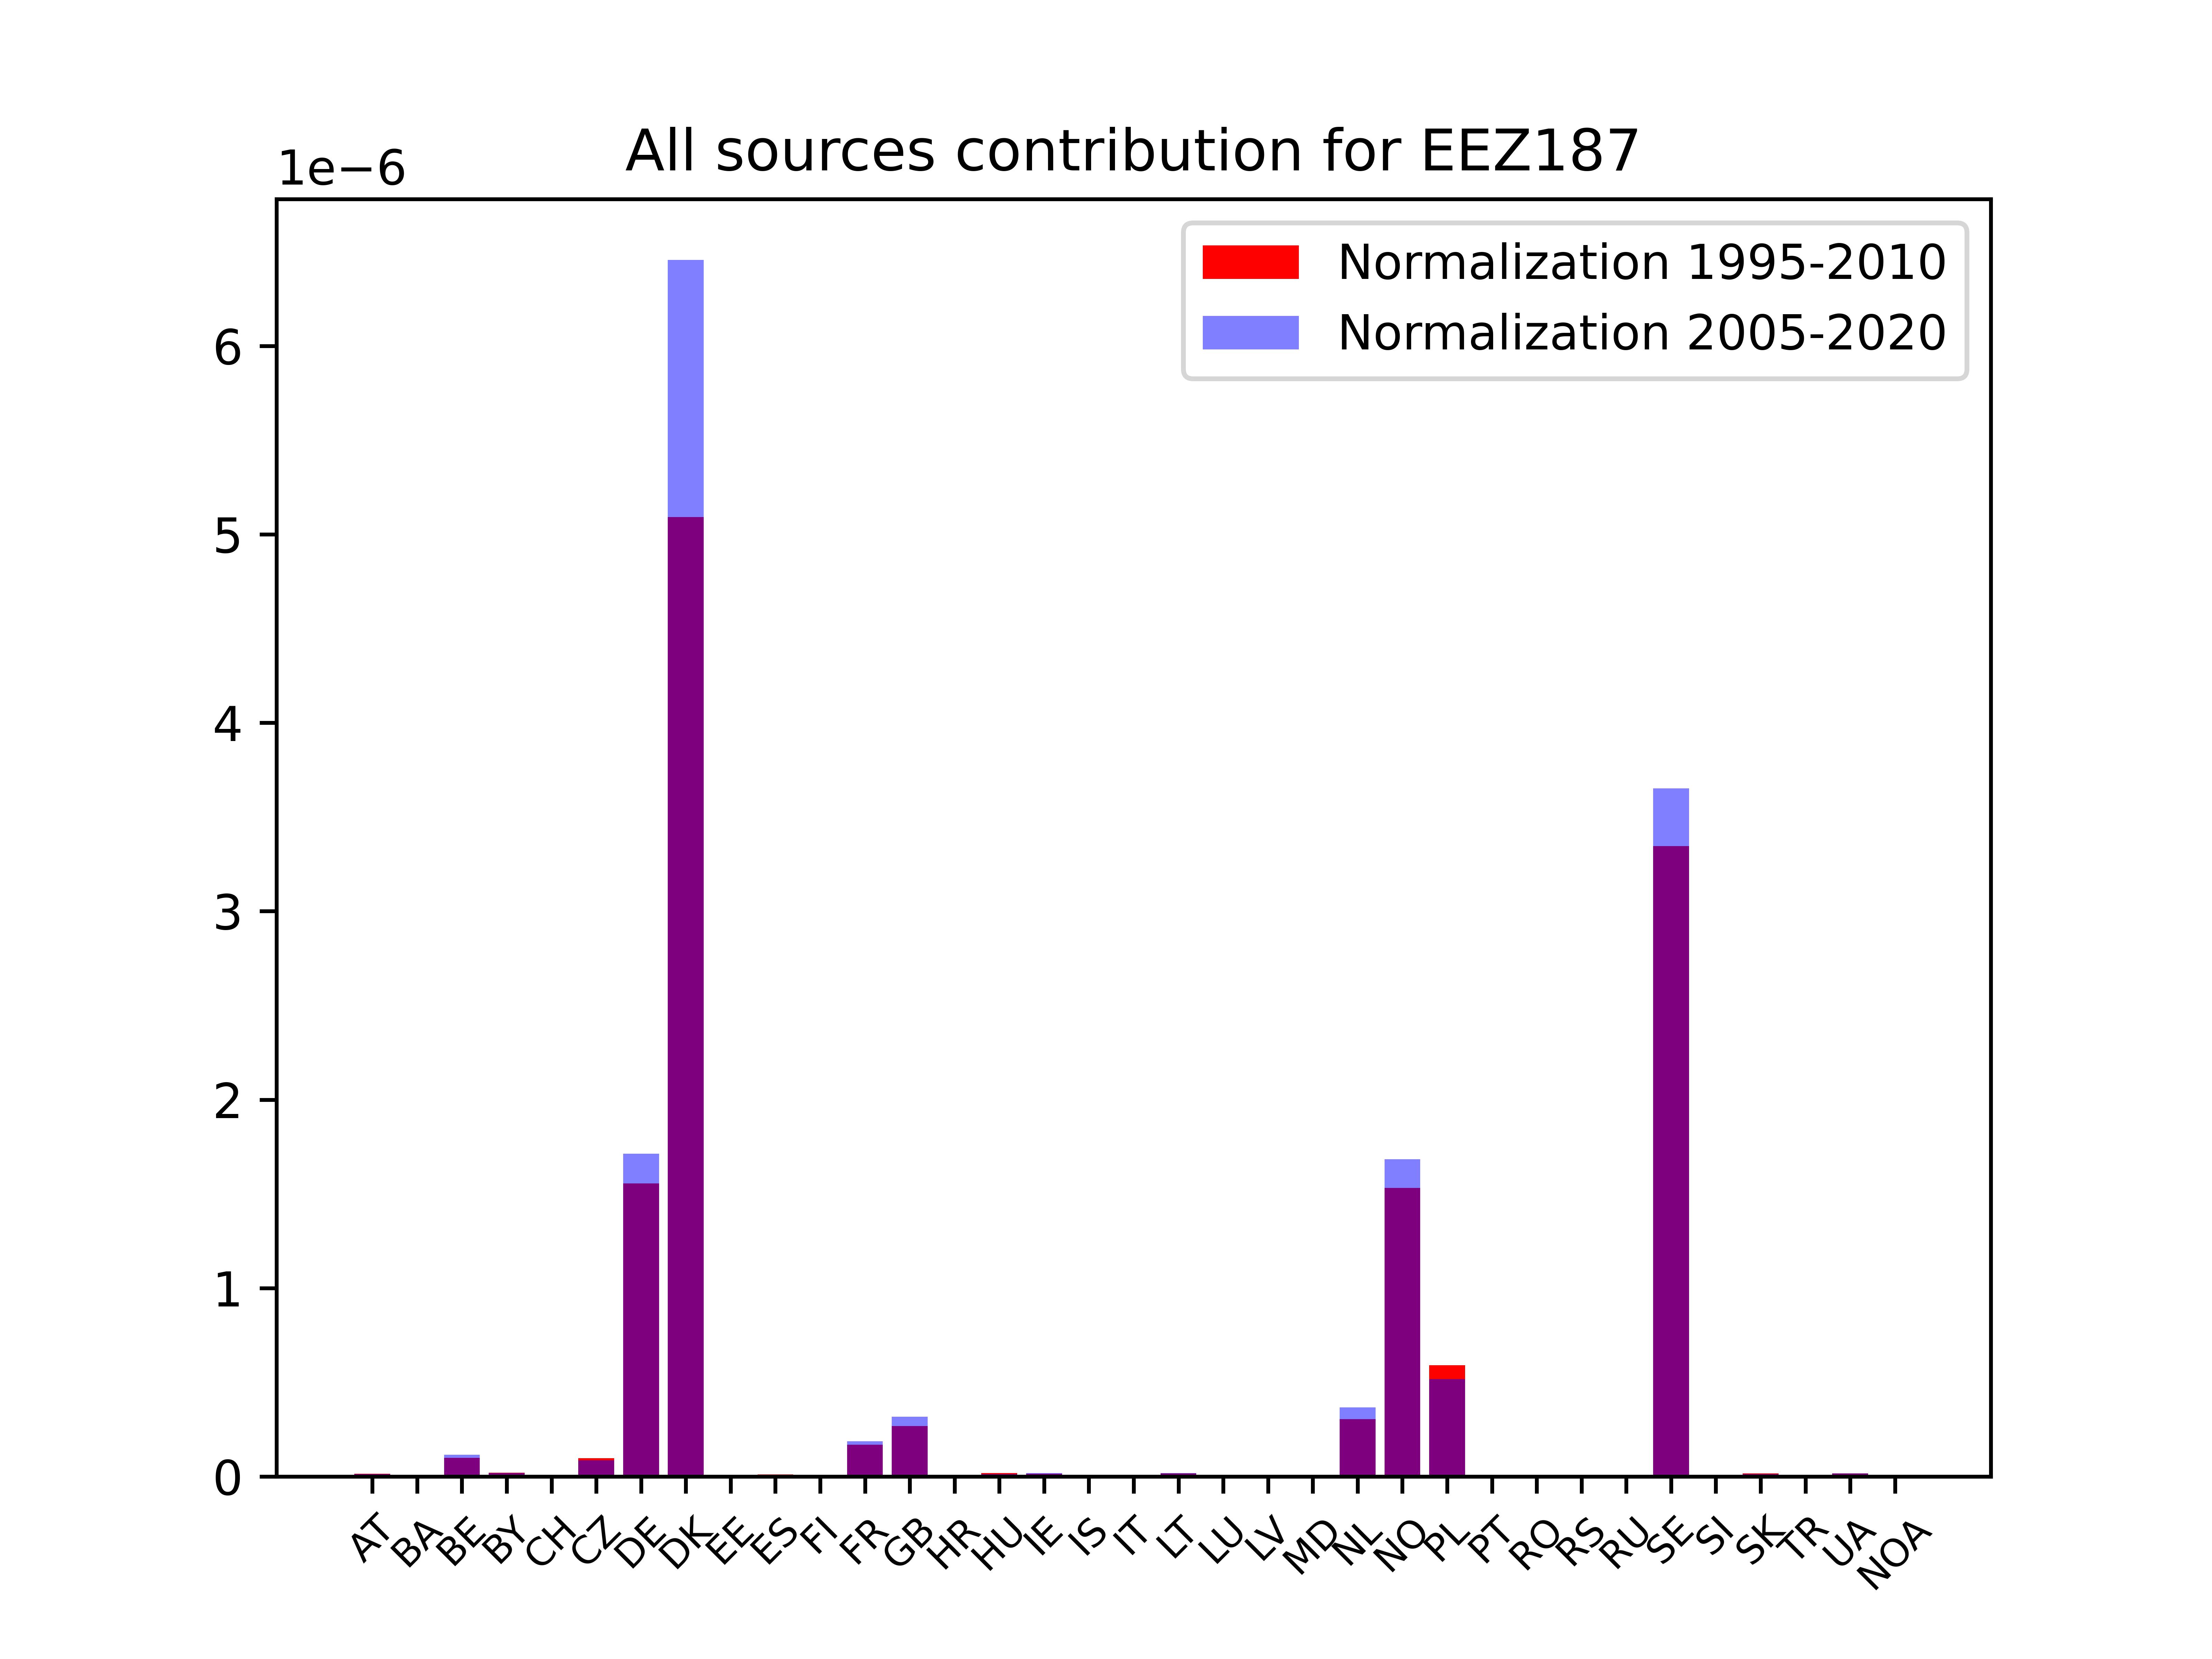 All sources contribution for EEZ187
1e−6
Normalization 1995-2010
Normalization 2005-2020
6
5
4
3
2
1
0
AT BA BE BY CH CZ DE DK EE ES FI FR GB HR HU IE IS IT LT LU LV MD NL NO PL PT RO RS RU SE SI SK TR UA NOA